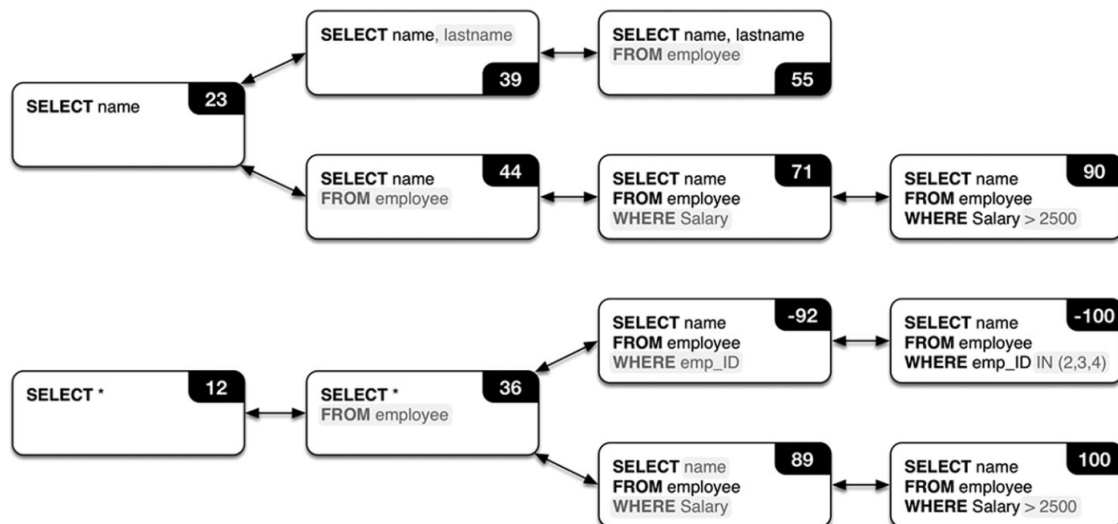 SELECT name
23
SELECT name, lastname
39
SELECT name, lastname
FROM employee
55
SELECT name
FROM employee
44
SELECT name
FROM employee
WHERE Salary
71
SELECT name
FROM employee
WHERE Salary > 2500
90
SELECT *
12
SELECT *
FROM employee
36
SELECT name
FROM employee
WHERE emp_ID
-92
SELECT name
FROM employee
WHERE emp_ID IN (2,3,4)
-100
SELECT name
FROM employee
WHERE Salary
89
SELECT name
FROM employee
WHERE Salary > 2500
100